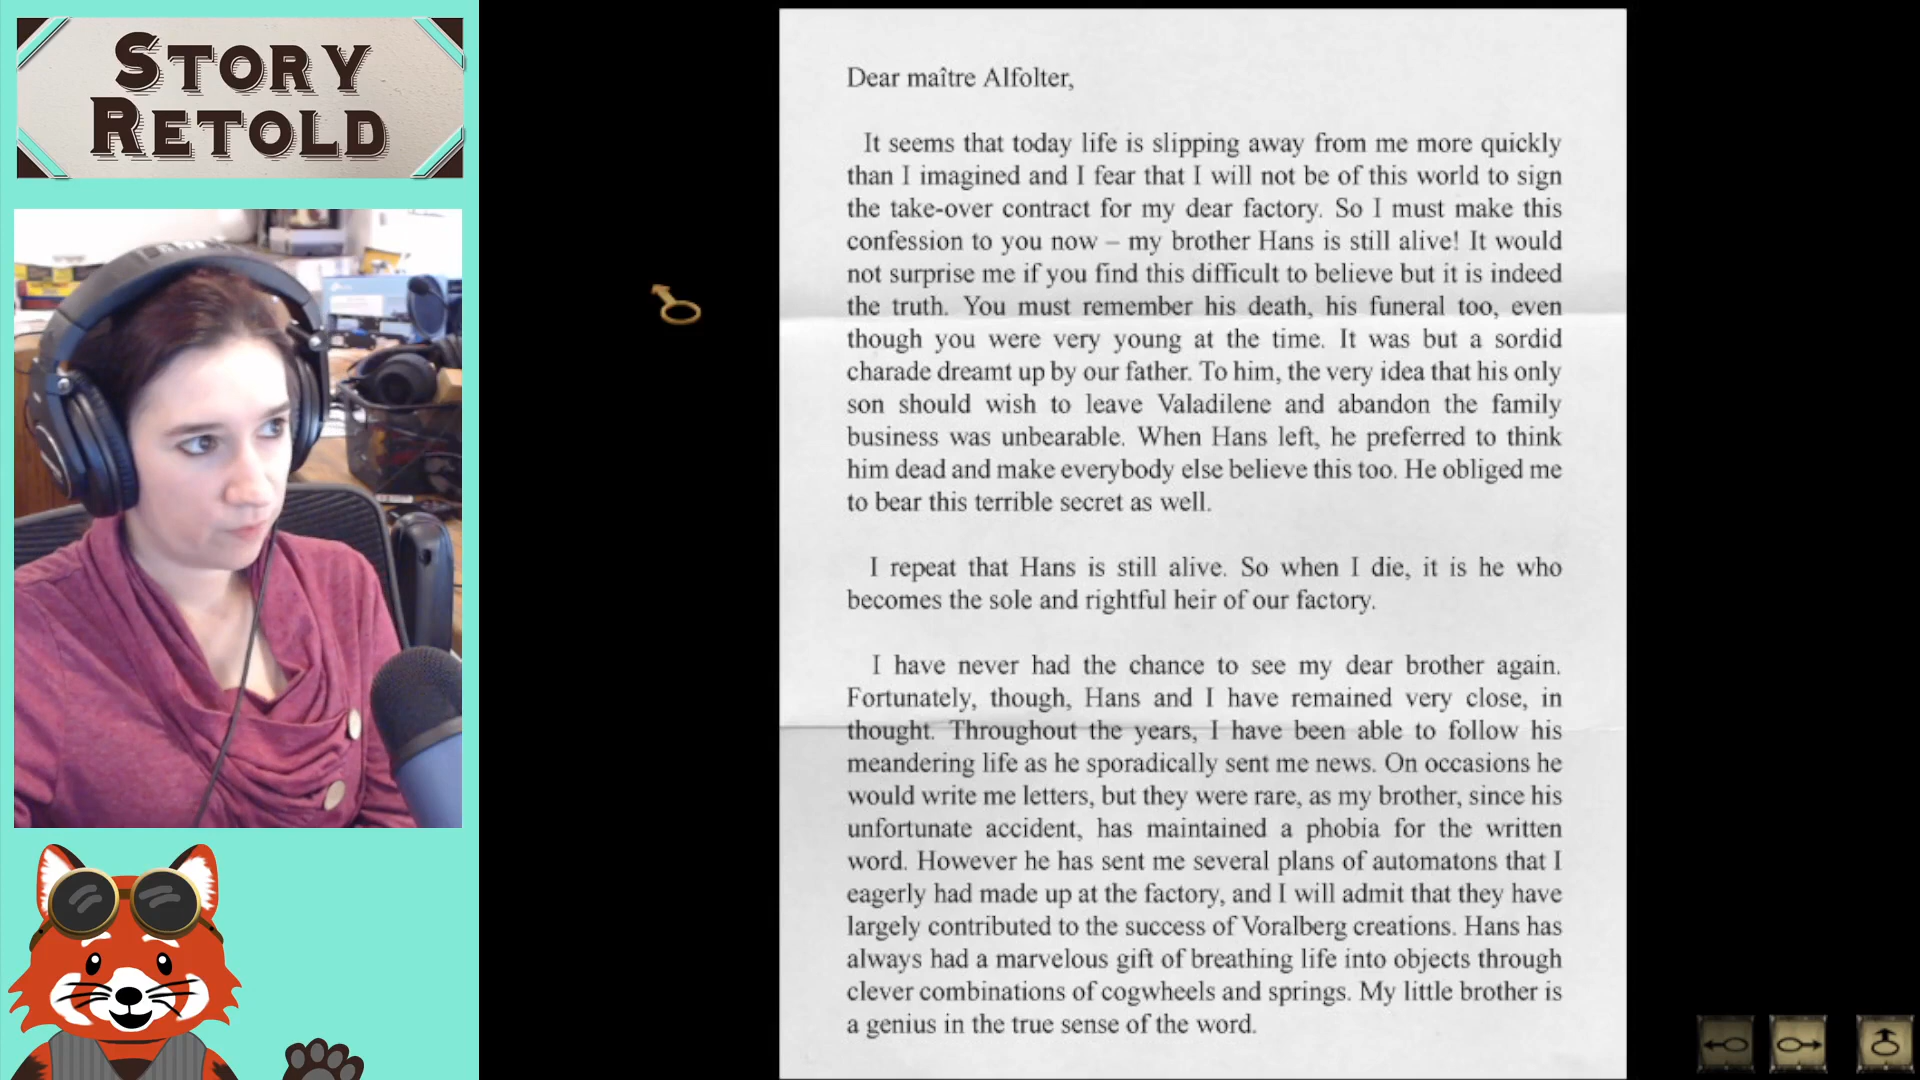 STORY
RETOLD
Dear maître Alfolter,
It seems that today life is slipping away from me more quickly
than I imagined and I fear that I will not be of this world to sign
the take-over contract for my dear factory. So I must make this
confession to you now – my brother Hans is still alive! It would
not surprise me if you find this difficult to believe but it is indeed
the truth. You must remember his death, his funeral too, even
though you were very young at the time. It was but a sordid
charade dreamt up by our father. To him, the very idea that his only
son should wish to leave Valadilene and abandon the family
business was unbearable. When Hans left, he preferred to think
him dead and make everybody else believe this too. He obliged me
to bear this terrible secret as well.
I repeat that Hans is still alive. So when I die, it is he who
becomes the sole and rightful heir of our factory.
I have never had the chance to see my dear brother again.
Fortunately, though, Hans and I have remained very close, in
thought. Throughout the years, I have been able to follow his
meandering life as he sporadically sent me news. On occasions he
would write me letters, but they were rare, as my brother, since his
unfortunate accident, has maintained a phobia for the written
word. However he has sent me several plans of automatons that I
eagerly had made up at the factory, and I will admit that they have
largely contributed to the success of Voralberg creations. Hans has
always had a marvelous gift of breathing life into objects through
clever combinations of cogwheels and springs. My little brother is
a genius in the true sense of the word.